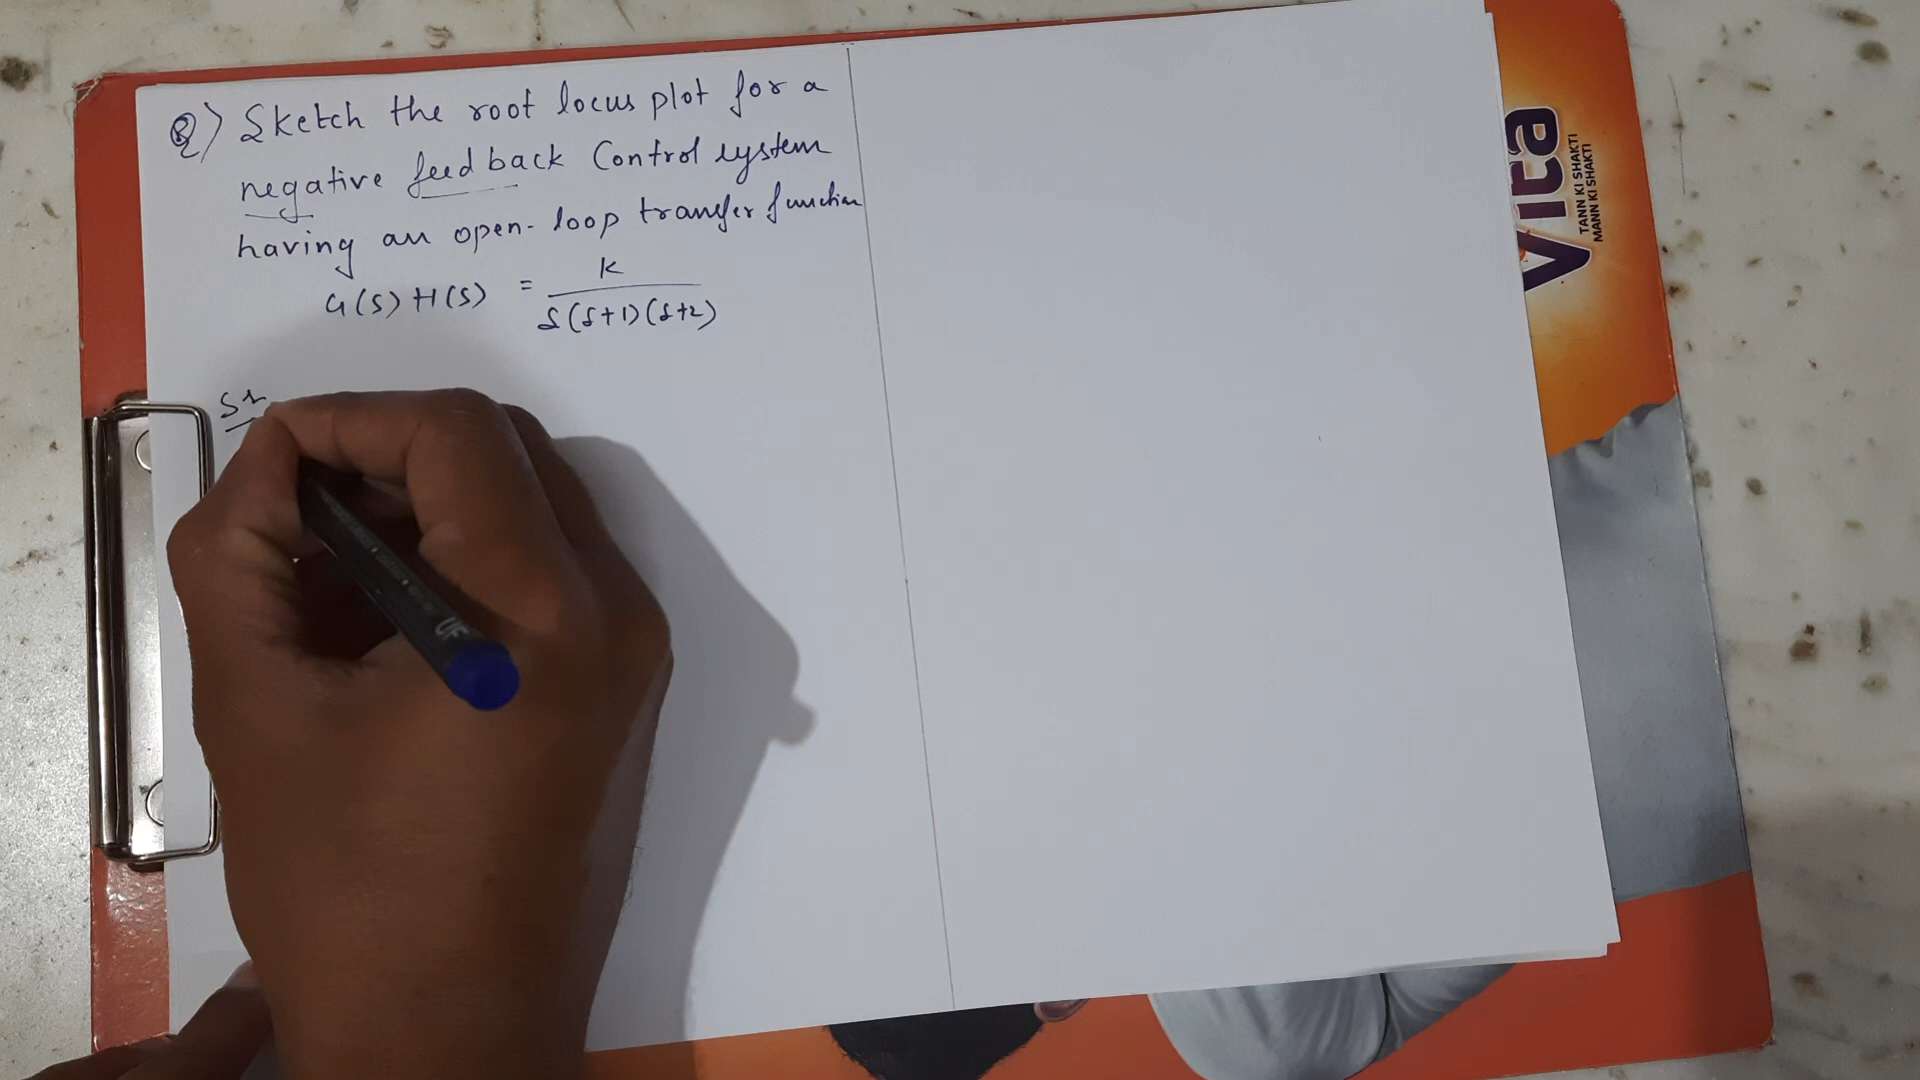 Q) Sketch the root locus plot for a
negative feedback Control system
having an open-loop transfer function
G(s) H(s) = K / s(s+1)(s+2)
Vita
TANN KI SHAKTI
MANN KI SHAKTI